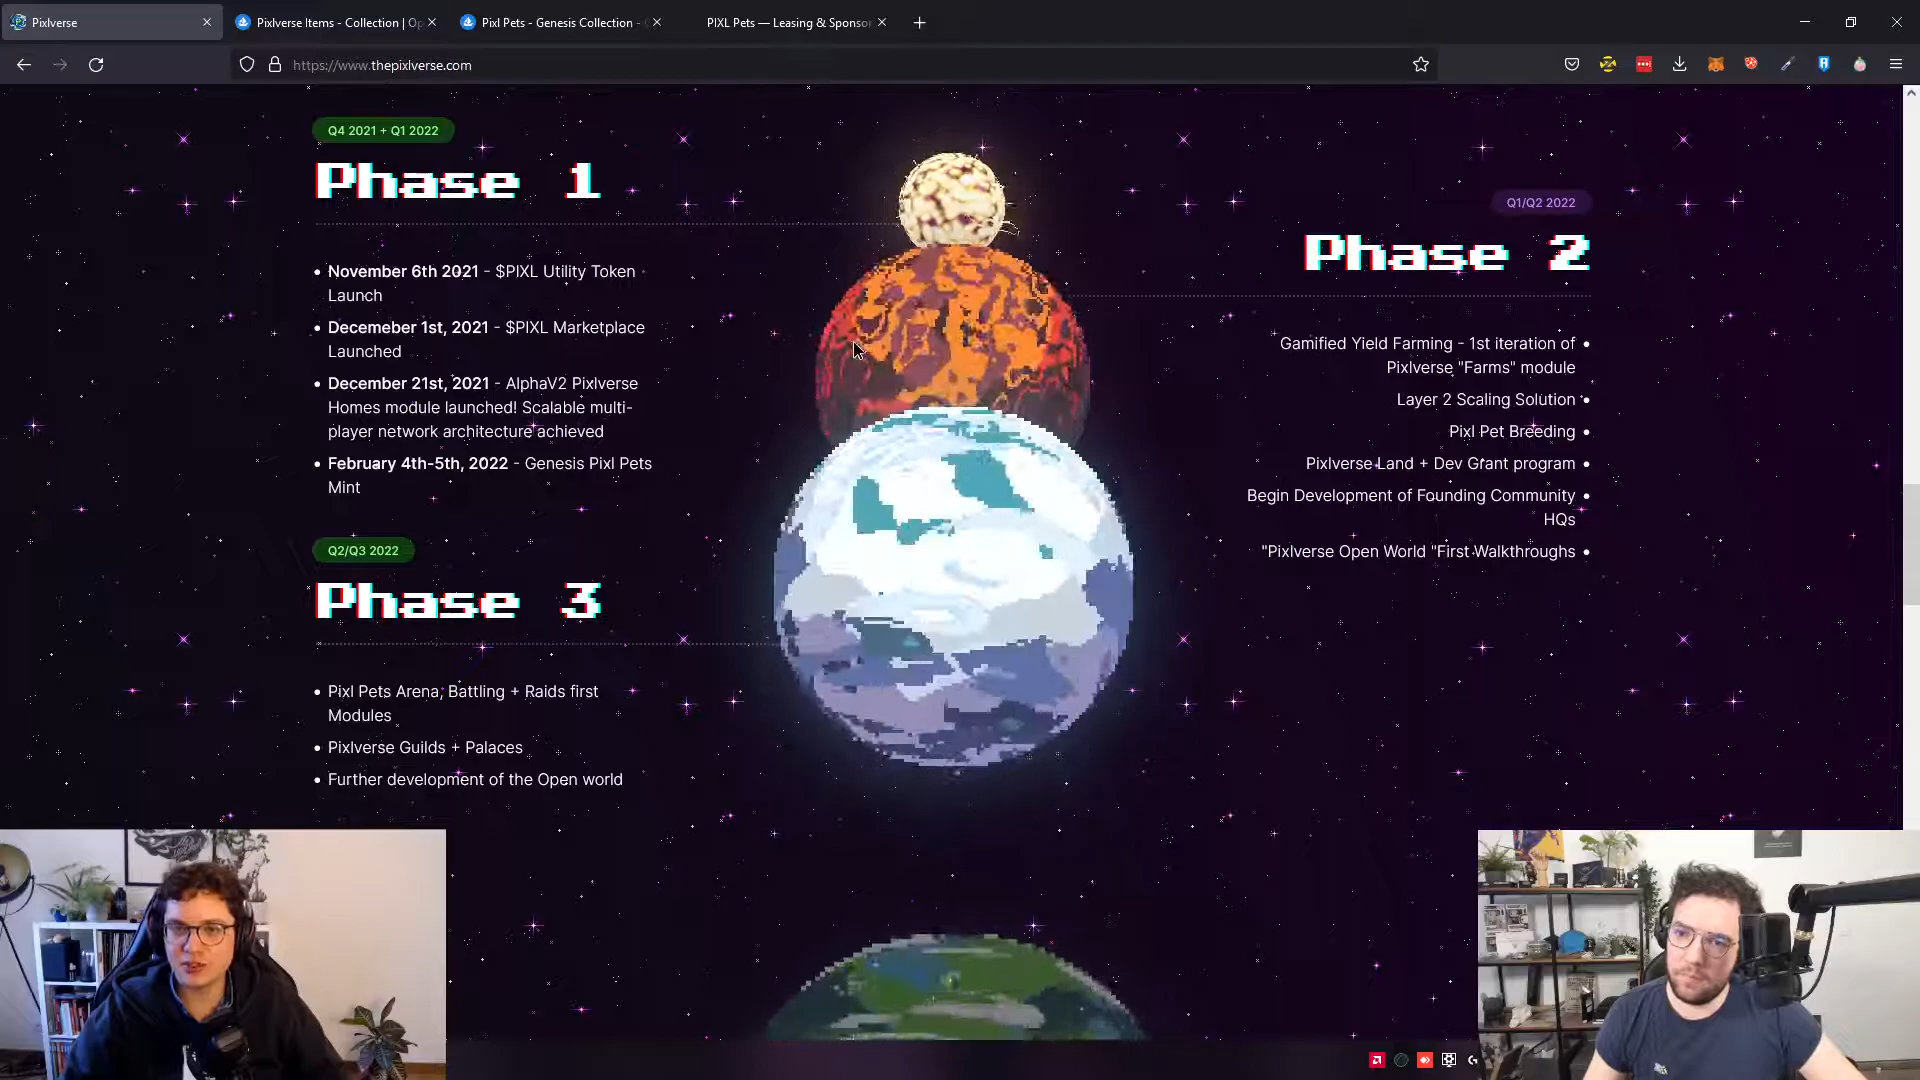 Pixlverse
Pixlverse Items - Collection | Op
Pixl Pets - Genesis Collection -
PIXL Pets — Leasing & Sponsor
https://www.thepixlverse.com
Q4 2021 + Q1 2022
Phase 1
• November 6th 2021 - $PIXL Utility Token
Launch
• Decemeber 1st, 2021 - $PIXL Marketplace
Launched
• December 21st, 2021 - AlphaV2 Pixlverse
Homes module launched! Scalable multi-
player network architecture achieved
• February 4th-5th, 2022 - Genesis Pixl Pets
Mint
Q1/Q2 2022
Phase 2
Gamified Yield Farming - 1st iteration of •
Pixlverse "Farms" module
Layer 2 Scaling Solution •
Pixl Pet Breeding •
Pixlverse Land + Dev Grant program •
Begin Development of Founding Community •
HQs
"Pixlverse Open World "First Walkthroughs •
Q2/Q3 2022
Phase 3
• Pixl Pets Arena, Battling + Raids first
Modules
• Pixlverse Guilds + Palaces
• Further development of the Open world